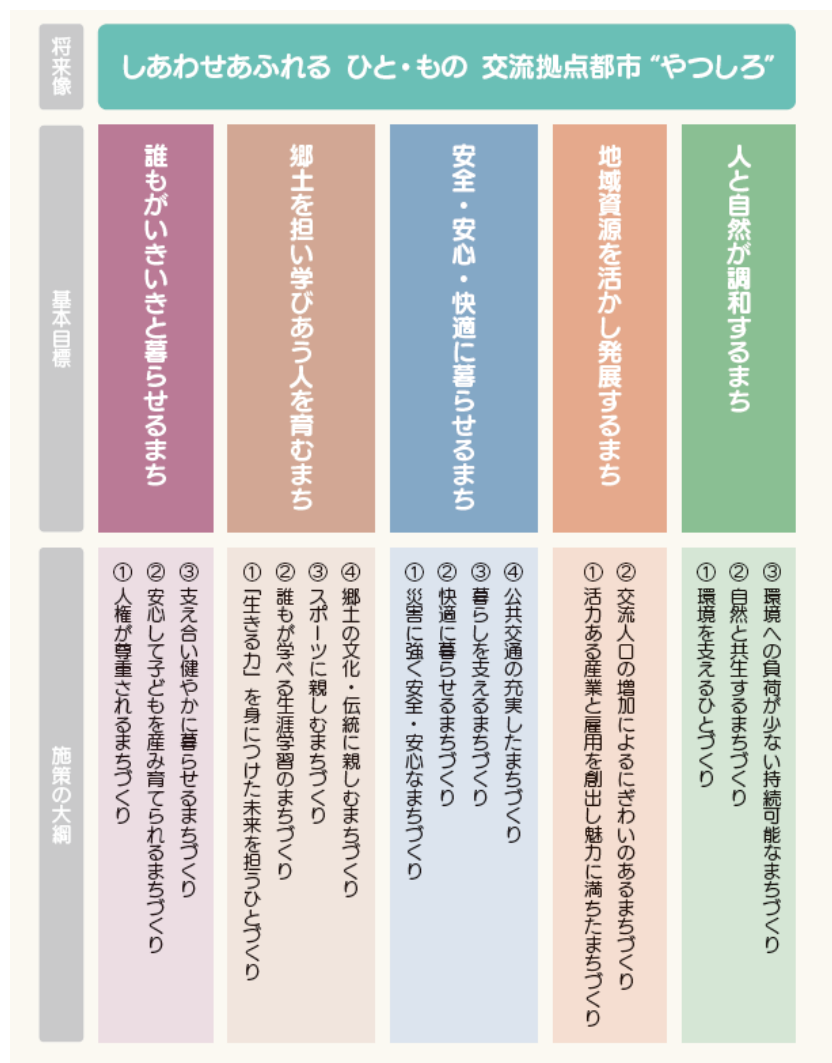 将来像
しあわせあふれる ひと・もの 交流拠点都市 “やつしろ”
基本目標
誰もがいきいきと暮らせるまち
郷土を担い学びあう人を育むまち
安全・安心・快適に暮らせるまち
地域資源を活かし発展するまち
人と自然が調和するまち
施策の大綱
① 人権が尊重されるまちづくり
② 安心して子どもを産み育てられるまちづくり
③ 支え合い健やかに暮らせるまちづくり
① 「生きる力」を身につけた未来を担うひとづくり
② 誰もが学べる生涯学習のまちづくり
③ スポーツに親しむまちづくり
④ 郷土の文化・伝統に親しむまちづくり
① 災害に強く安全・安心なまちづくり
② 快適に暮らせるまちづくり
③ 暮らしを支えるまちづくり
④ 公共交通の充実したまちづくり
① 活力ある産業と雇用を創出し魅力に満ちたまちづくり
② 交流人口の増加によるにぎわいのあるまちづくり
① 環境を支えるひとづくり
② 自然と共生するまちづくり
③ 環境への負荷が少ない持続可能なまちづくり